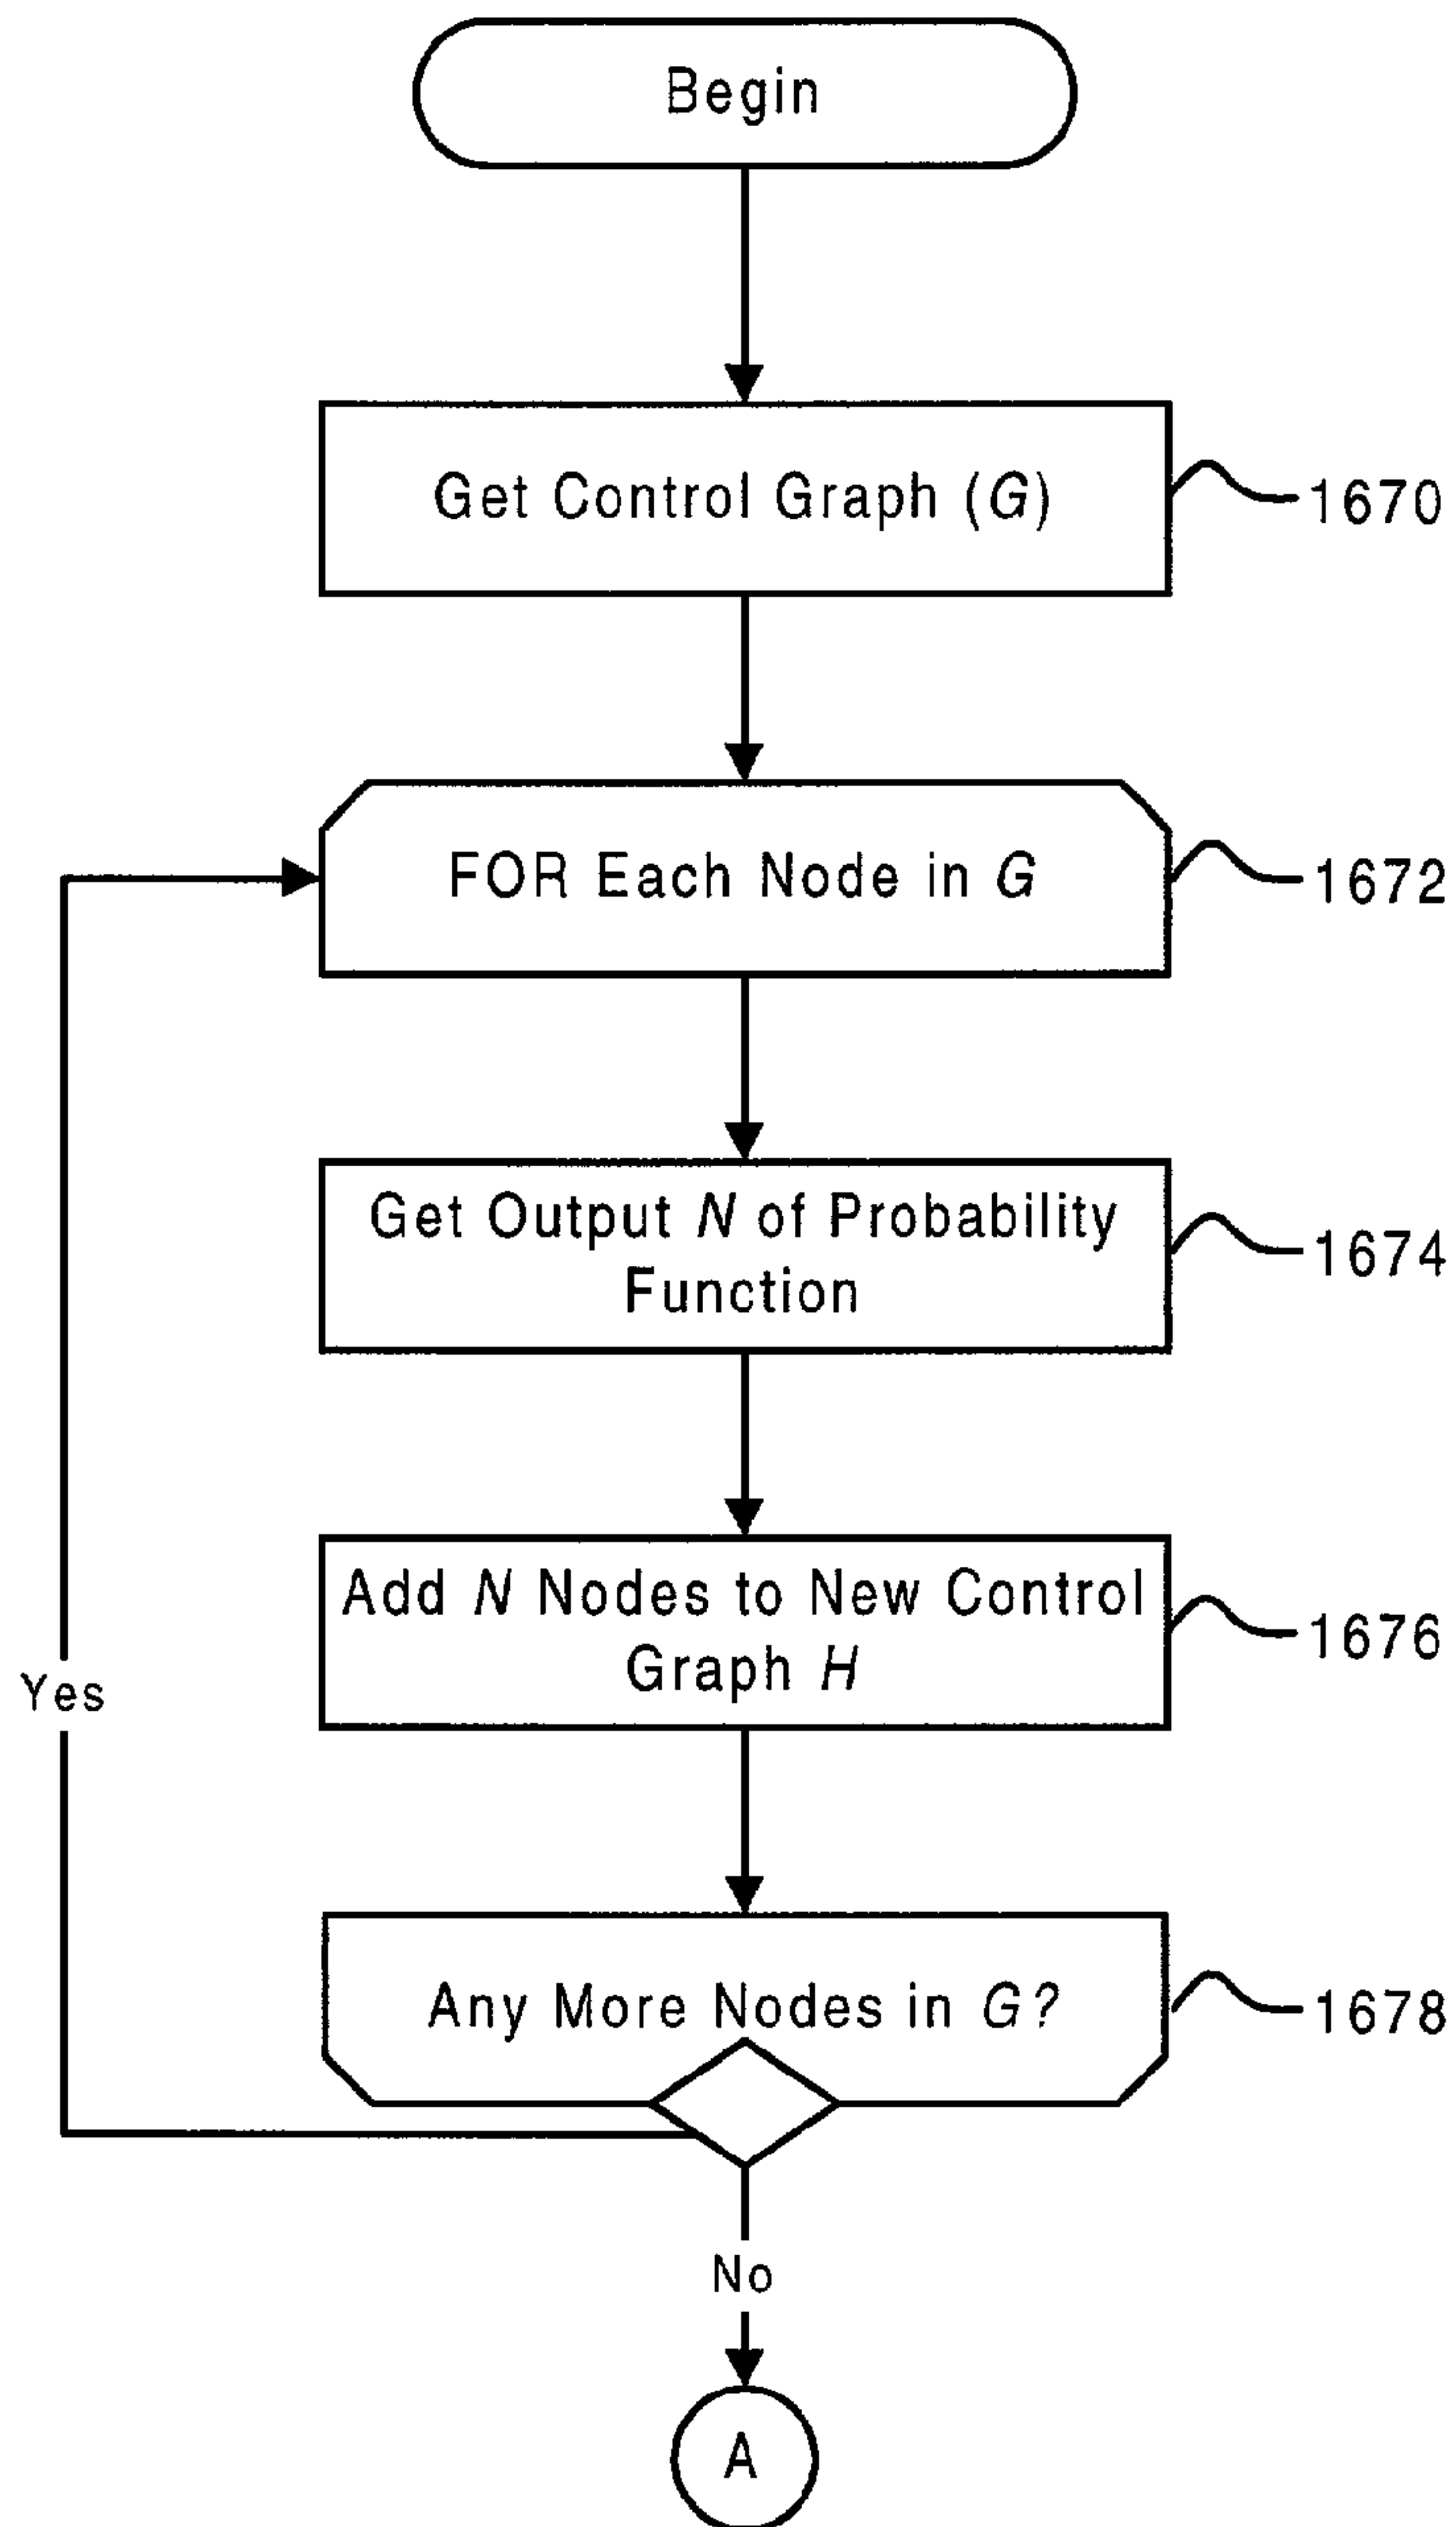 Begin
Get Control Graph (G)
1670
FOR Each Node in G
1672
Get Output N of Probability
Function
1674
Add N Nodes to New Control
Graph H
1676
Yes
Any More Nodes in G?
1678
No
A